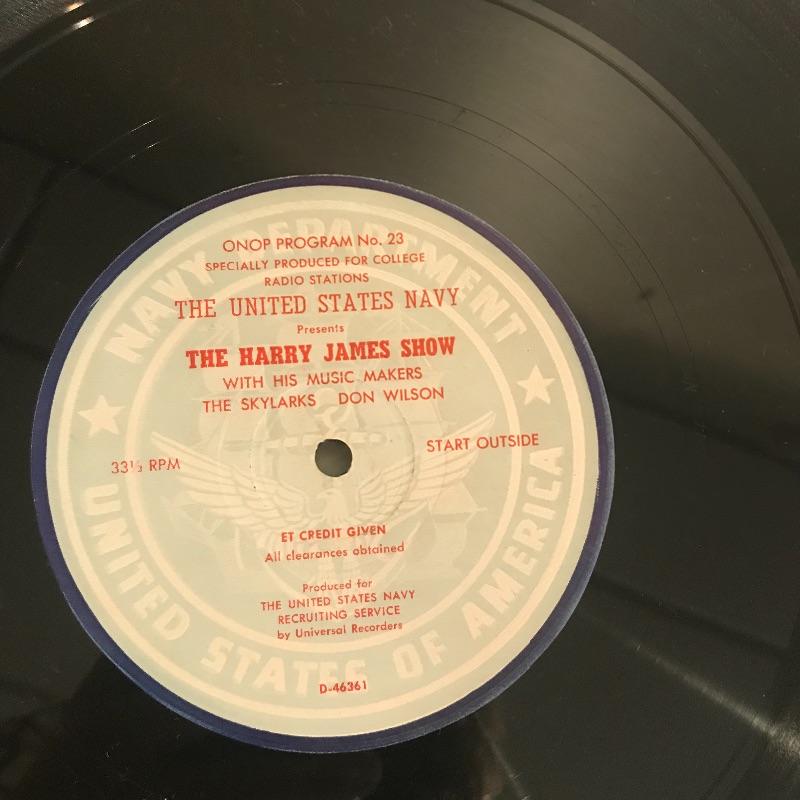 NAVY DEPARTMENT
ONOP PROGRAM No. 23
SPECIALLY PRODUCED FOR COLLEGE
RADIO STATIONS
THE UNITED STATES NAVY
Presents
THE HARRY JAMES SHOW
WITH HIS MUSIC MAKERS
THE SKYLARKS DON WILSON
33⅓ RPM
START OUTSIDE
ET CREDIT GIVEN
All clearances obtained
Produced for
THE UNITED STATES NAVY
RECRUITING SERVICE
by Universal Recorders
D-46361
UNITED STATES OF AMERICA